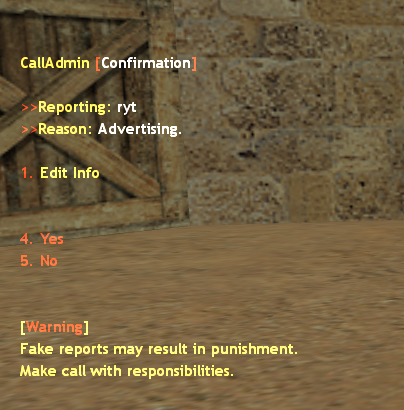 CallAdmin [Confirmation]
>>Reporting: ryt
>>Reason: Advertising.
1. Edit Info
4. Yes
5. No
[Warning]
Fake reports may result in punishment.
Make call with responsibilities.